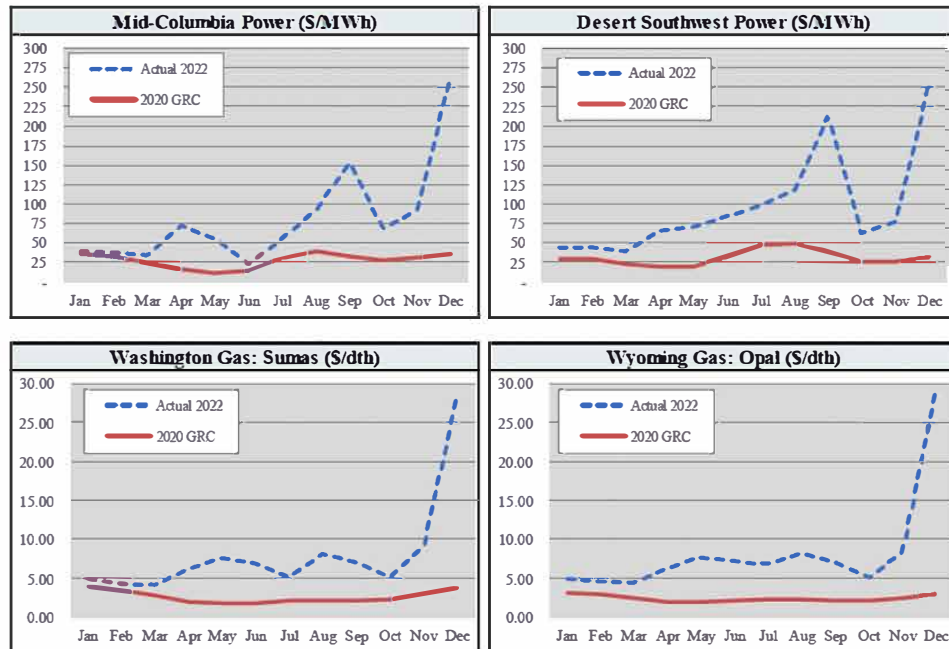 Mid-Columbia Power ($/MWh)
300
275
250
225
200
175
150
125
100
75
50
25
-
Actual 2022
2020 GRC
Jan Feb Mar Apr May Jun Jul Aug Sep Oct Nov Dec
Desert Southwest Power ($/MWh)
300
275
250
225
200
175
150
125
100
75
50
25
-
Actual 2022
2020 GRC
Jan Feb Mar Apr May Jun Jul Aug Sep Oct Nov Dec
Washington Gas: Sumas ($/dth)
30.00
25.00
20.00
15.00
10.00
5.00
0.00
Actual 2022
2020 GRC
Jan Feb Mar Apr May Jun Jul Aug Sep Oct Nov Dec
Wyoming Gas: Opal ($/dth)
30.00
25.00
20.00
15.00
10.00
5.00
0.00
Actual 2022
2020 GRC
Jan Feb Mar Apr May Jun Jul Aug Sep Oct Nov Dec